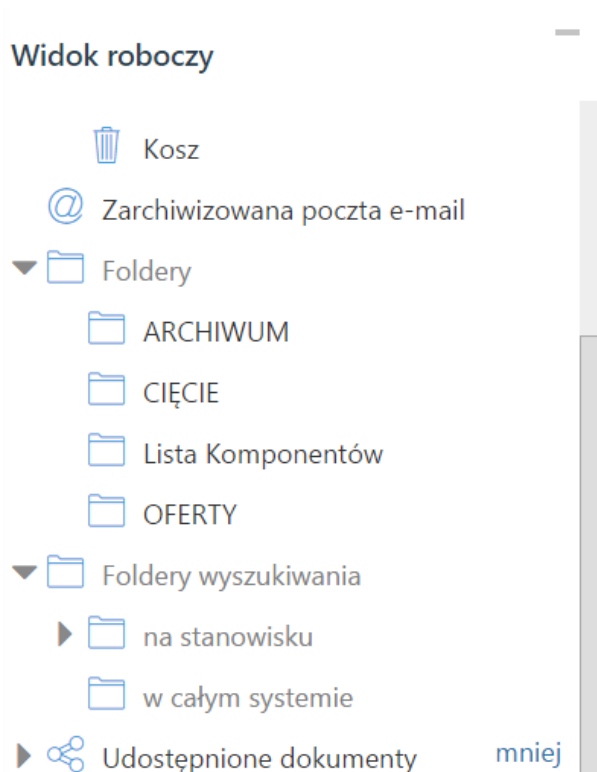 Widok roboczy
Kosz
Zarchiwizowana poczta e-mail
Foldery
ARCHIWUM
CIĘCIE
Lista Komponentów
OFERTY
Foldery wyszukiwania
na stanowisku
w całym systemie
Udostępnione dokumenty mniej